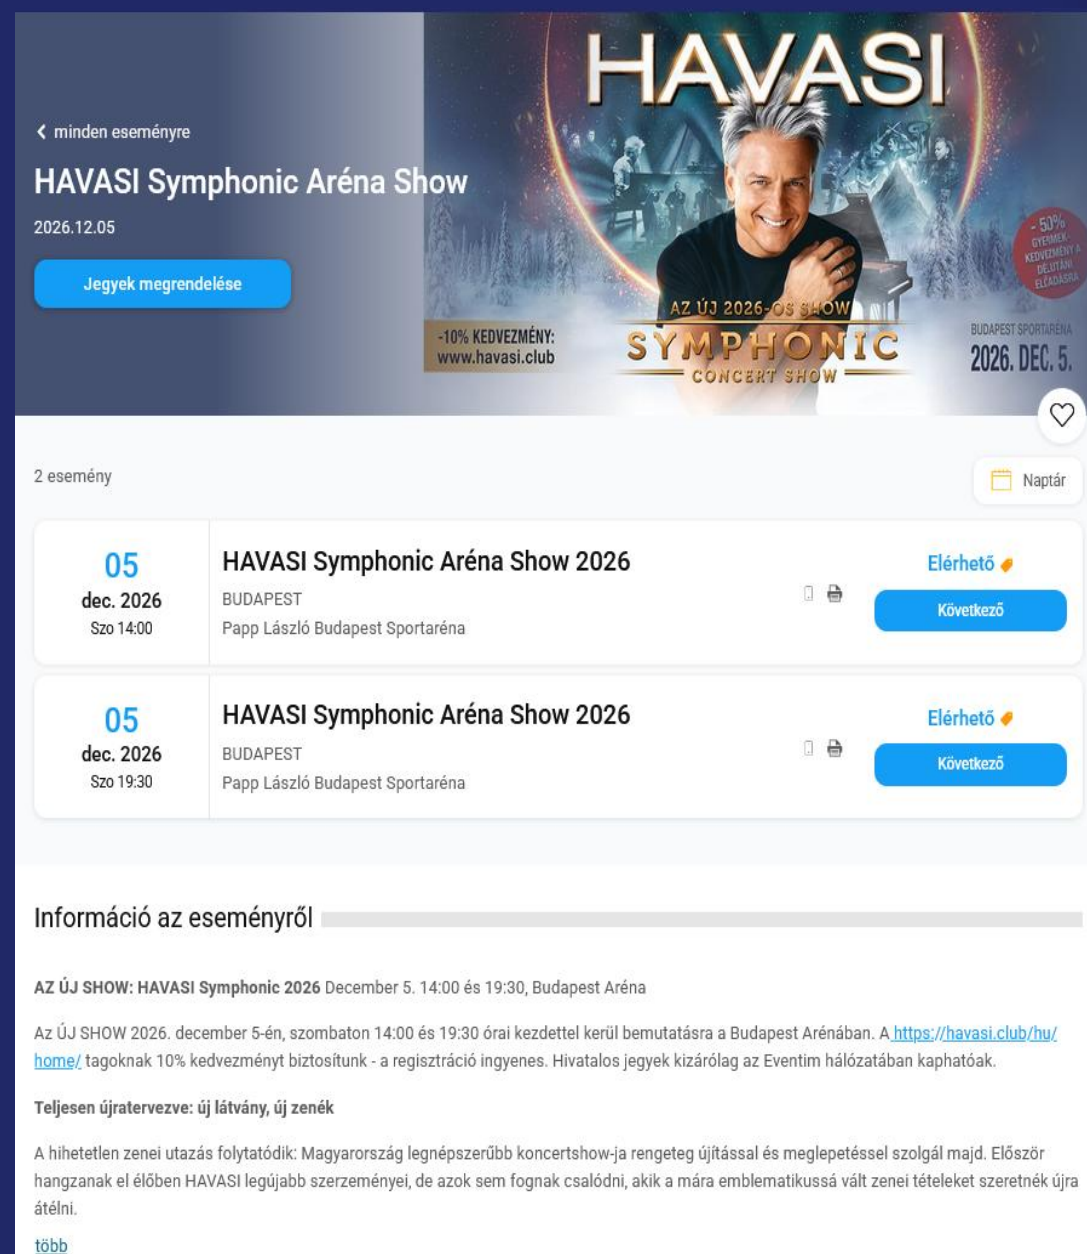 HAVASI
minden eseményre
HAVASI Symphonic Aréna Show
2026.12.05
Jegyek megrendelése
- 50%
GYERMEK-
KEDVEZMÉNY A
DÉLUTÁNI
ELŐADÁSRA
AZ ÚJ 2026-OS SHOW
SYMPHONIC
CONCERT SHOW
-10% KEDVEZMÉNY:
www.havasi.club
BUDAPEST SPORTARÉNA
2026. DEC. 5.
2 esemény
Naptár
05
dec. 2026
Szo 14:00
HAVASI Symphonic Aréna Show 2026
BUDAPEST
Papp László Budapest Sportaréna
Elérhető
Következő
05
dec. 2026
Szo 19:30
HAVASI Symphonic Aréna Show 2026
BUDAPEST
Papp László Budapest Sportaréna
Elérhető
Következő
Információ az eseményről
AZ ÚJ SHOW: HAVASI Symphonic 2026 December 5. 14:00 és 19:30, Budapest Aréna
Az ÚJ SHOW 2026. december 5-én, szombaton 14:00 és 19:30 órai kezdettel kerül bemutatásra a Budapest Arénában. A https://havasi.club/hu/
home/ tagoknak 10% kedvezményt biztosítunk - a regisztráció ingyenes. Hivatalos jegyek kizárólag az Eventim hálózatában kaphatóak.
Teljesen újratervezve: új látvány, új zenék
A hihetetlen zenei utazás folytatódik: Magyarország legnépszerűbb koncertshow-ja rengeteg újítással és meglepetéssel szolgál majd. Először
hangzanak el élőben HAVASI legújabb szerzeményei, de azok sem fognak csalódni, akik a mára emblematikussá vált zenei tételeket szeretnék újra
átélni.
több